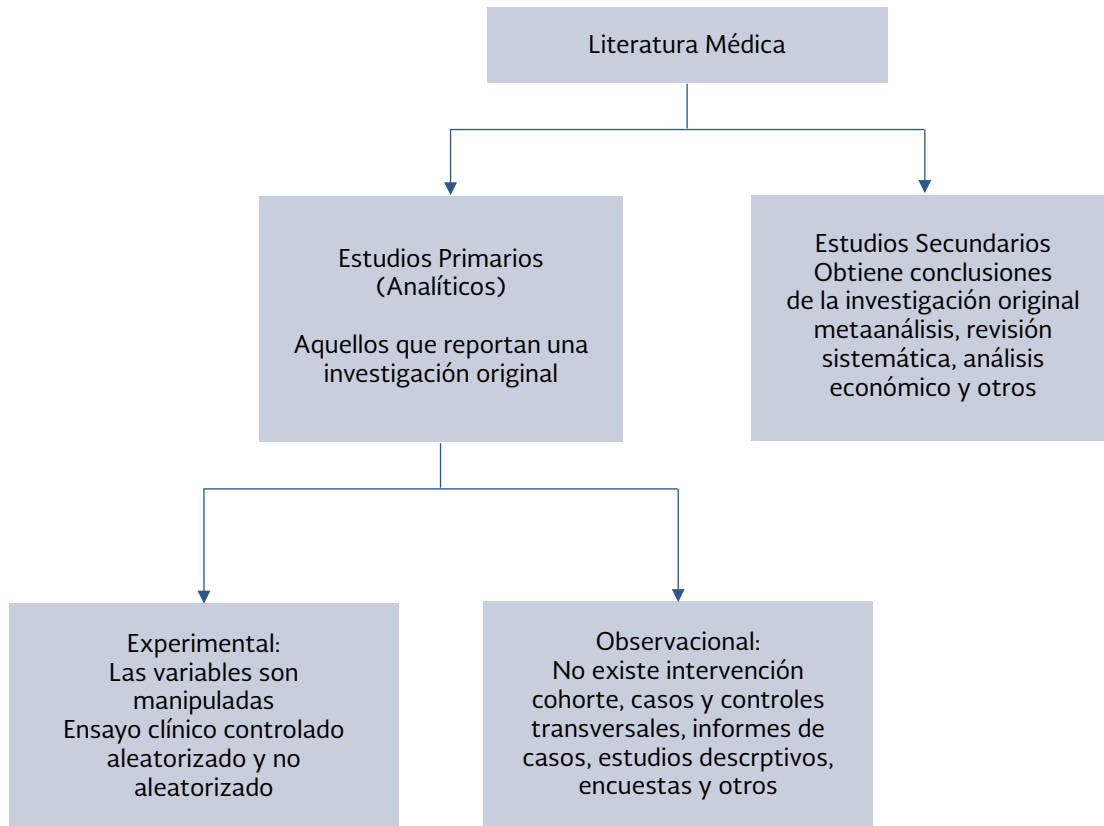 Literatura Médica
Estudios Primarios
(Analíticos)
Aquellos que reportan una
investigación original
Estudios Secundarios
Obtiene conclusiones
de la investigación original
metaanálisis, revisión
sistemática, análisis
económico y otros
Experimental:
Las variables son
manipuladas
Ensayo clínico controlado
aleatorizado y no
aleatorizado
Observacional:
No existe intervención
cohorte, casos y controles
transversales, informes de
casos, estudios descrptivos,
encuestas y otros